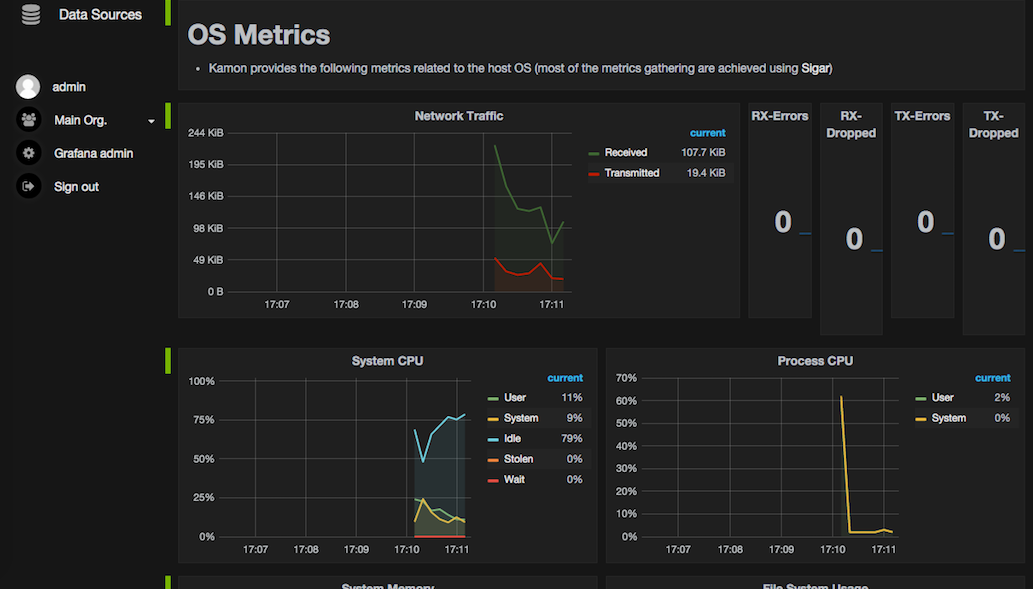 Data Sources
admin
Main Org.
Grafana admin
Sign out
OS Metrics
• Kamon provides the following metrics related to the host OS (most of the metrics gathering are achieved using Sigar)
Network Traffic
244 KiB
195 KiB
146 KiB
98 KiB
49 KiB
0 B
17:07 17:08 17:09 17:10 17:11
current
Received 107.7 KiB
Transmitted 19.4 KiB
RX-Errors
0
RX-
Dropped
0
TX-Errors
0
TX-
Dropped
0
System CPU
100%
75%
50%
25%
0%
17:07 17:08 17:09 17:10 17:11
current
User 11%
System 9%
Idle 79%
Stolen 0%
Wait 0%
Process CPU
70%
60%
50%
40%
30%
20%
10%
0%
17:07 17:08 17:09 17:10 17:11
current
User 2%
System 0%
System Memory
File System Usage